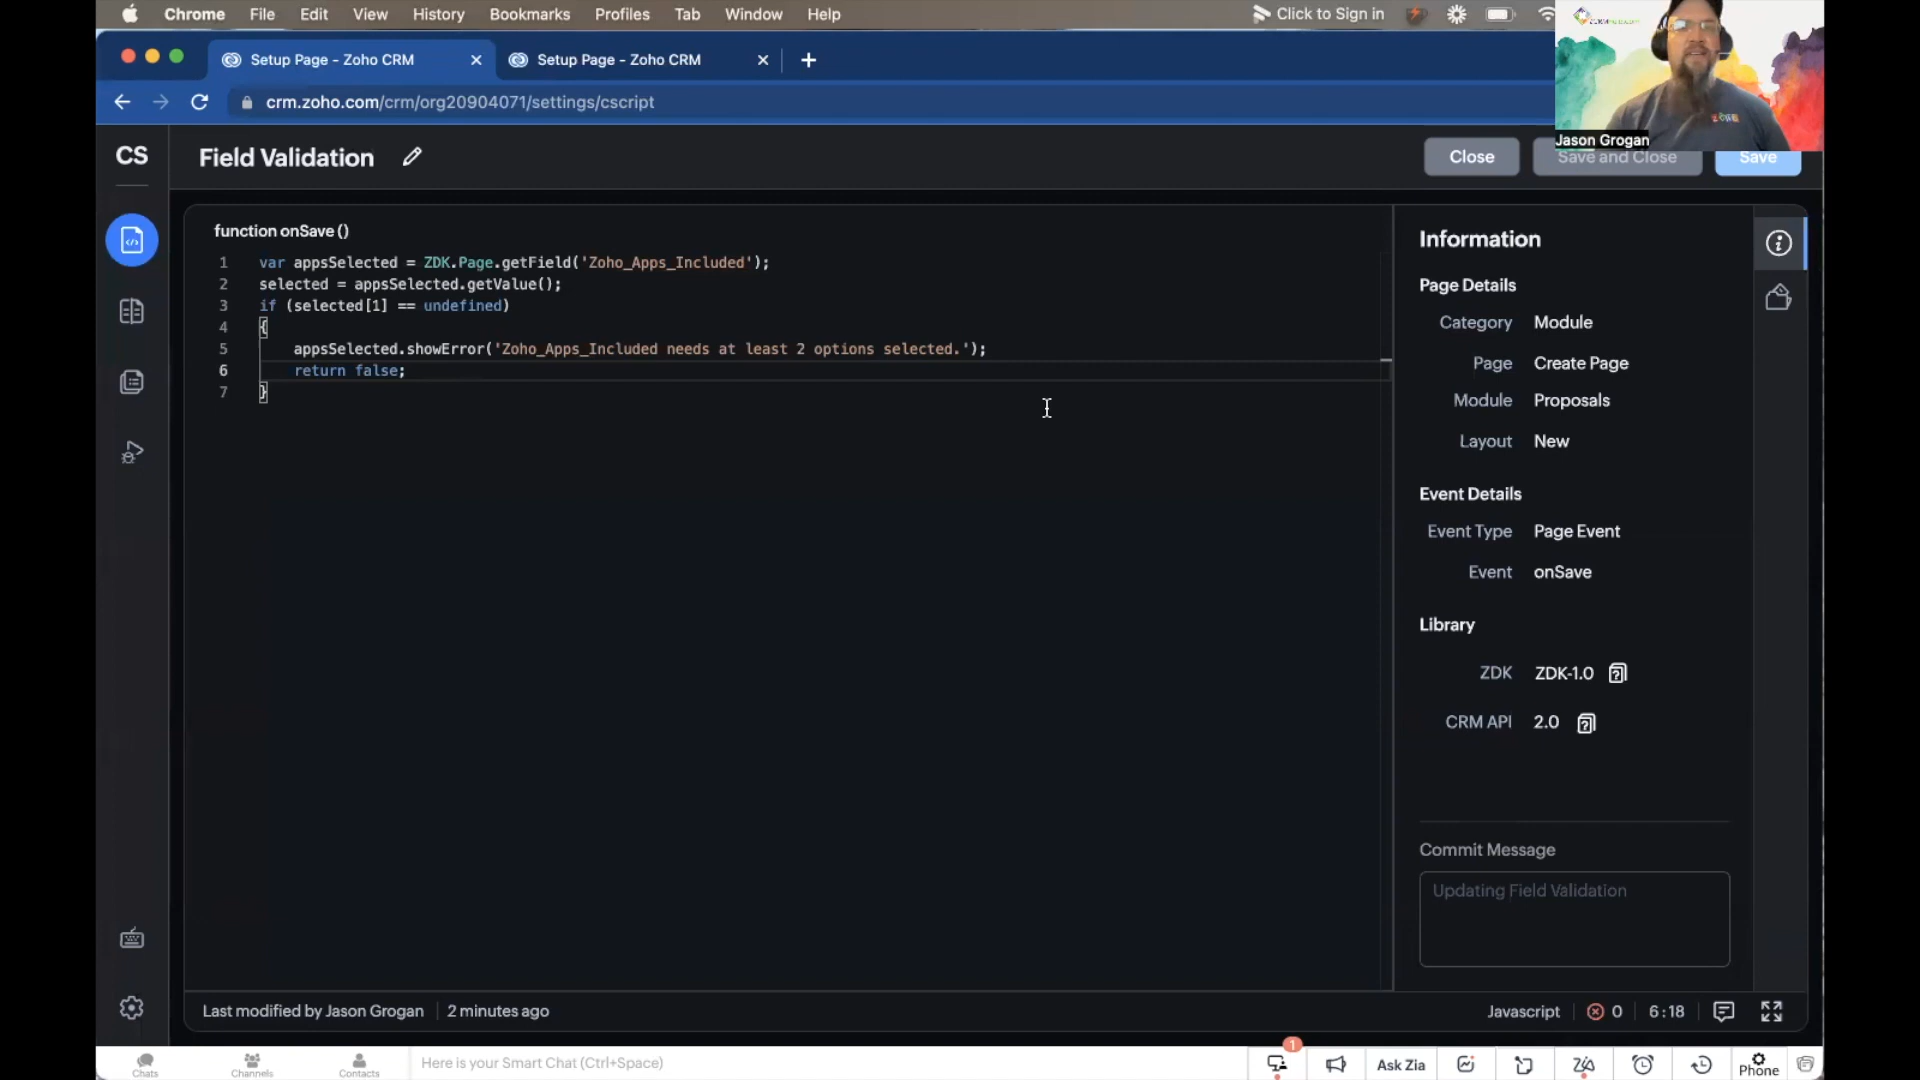 Chrome File Edit View History Bookmarks Profiles Tab Window Help Click to Sign in
Setup Page - Zoho CRM Setup Page - Zoho CRM
crm.zoho.com/crm/org20904071/settings/cscript
Jason Grogan
CS Field Validation Close Save and Close Save
function onSave ()
1 var appsSelected = ZDK.Page.getField('Zoho_Apps_Included');
2 selected = appsSelected.getValue();
3 if (selected[1] == undefined)
4 {
5 appsSelected.showError('Zoho_Apps_Included needs at least 2 options selected.');
6 return false;
7 }
Information
Page Details
Category Module
Page Create Page
Module Proposals
Layout New
Event Details
Event Type Page Event
Event onSave
Library
ZDK ZDK-1.0
CRM API 2.0
Commit Message
Updating Field Validation
Last modified by Jason Grogan 2 minutes ago Javascript 0 6:18
Chats Channels Contacts Here is your Smart Chat (Ctrl+Space) 1 Ask Zia Phone